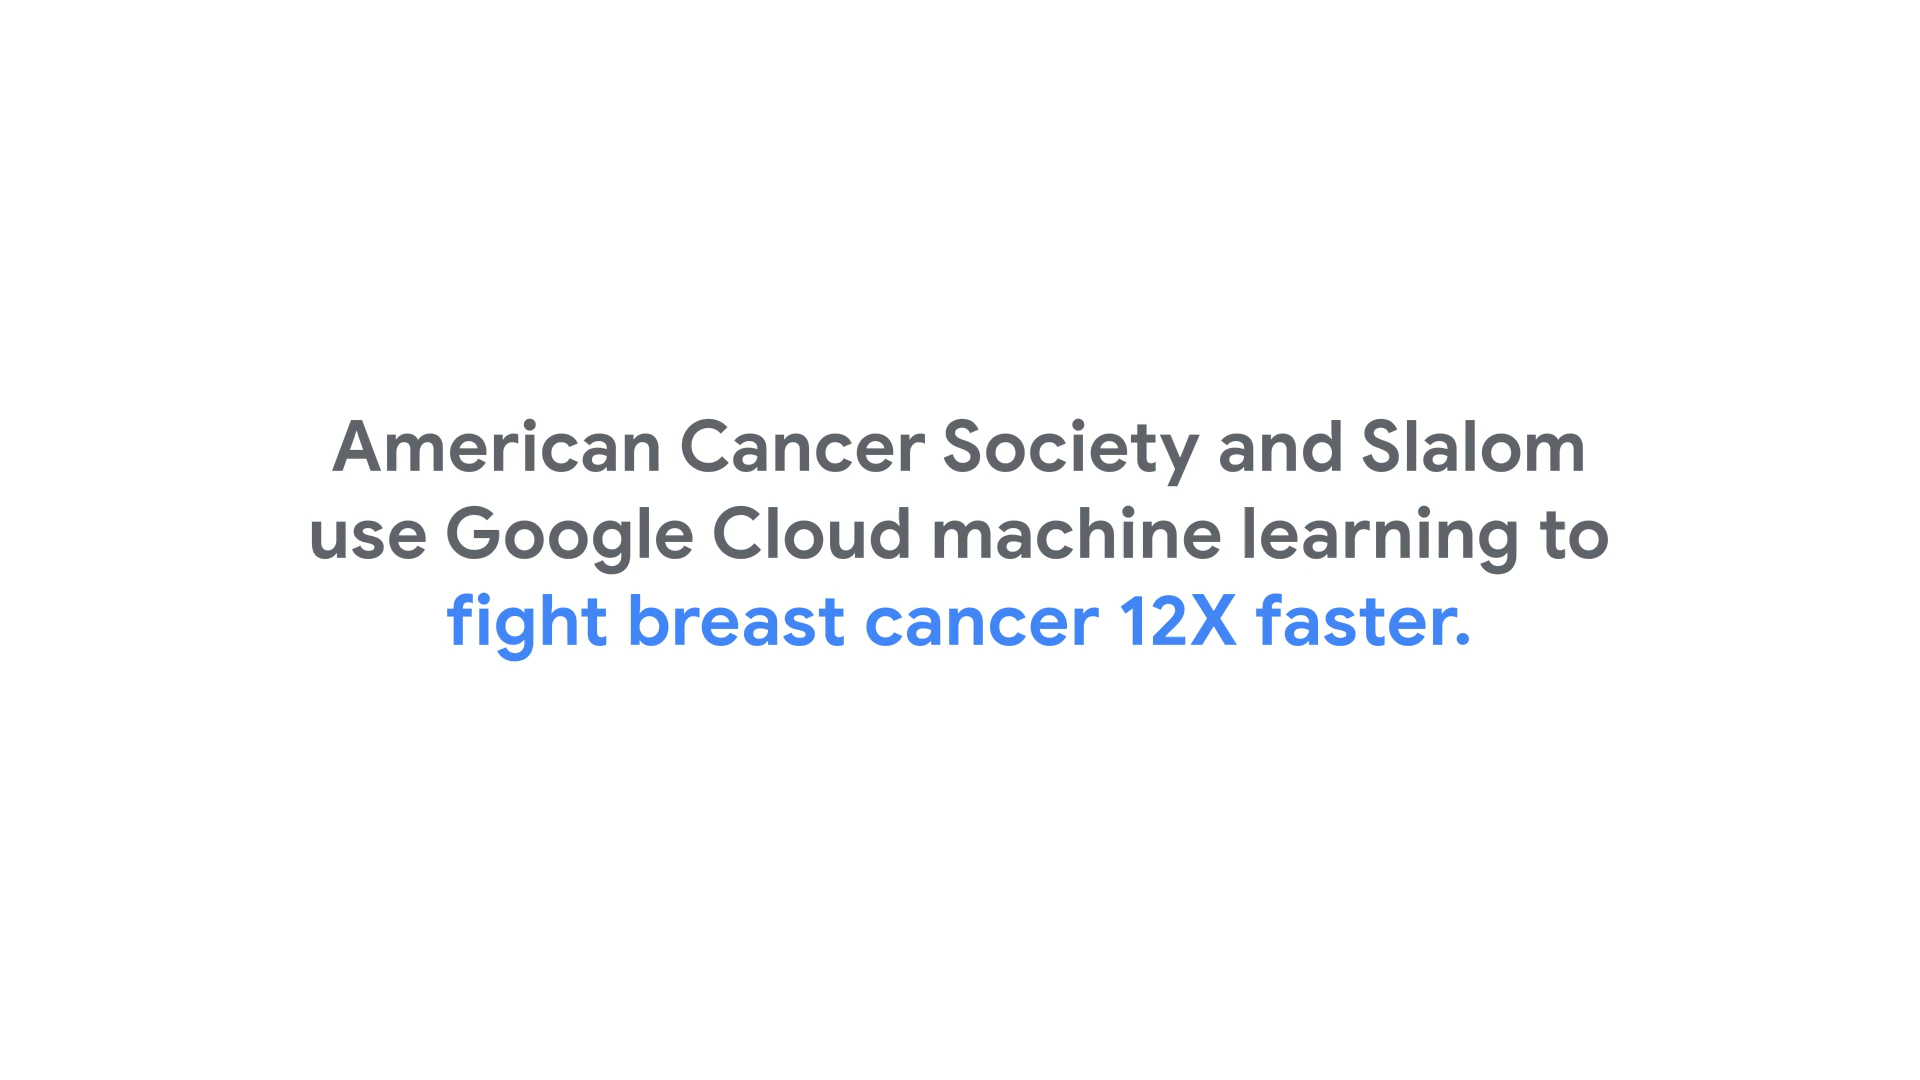 American Cancer Society and Slalom
use Google Cloud machine learning to
fight breast cancer 12X faster.